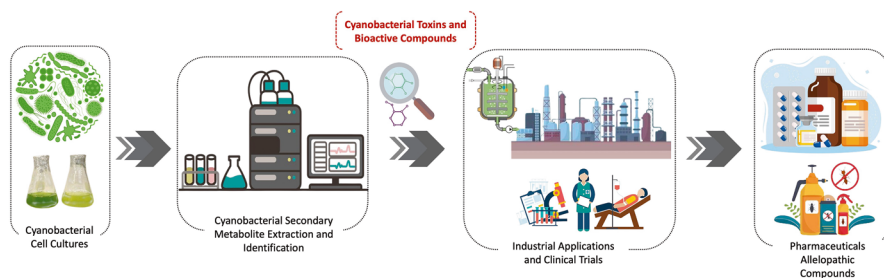 Cyanobacterial Toxins and
Bioactive Compounds
Cyanobacterial
Cell Cultures
Cyanobacterial Secondary
Metabolite Extraction and
Identification
Industrial Applications
and Clinical Trials
Pharmaceuticals
Allelopathic
Compounds